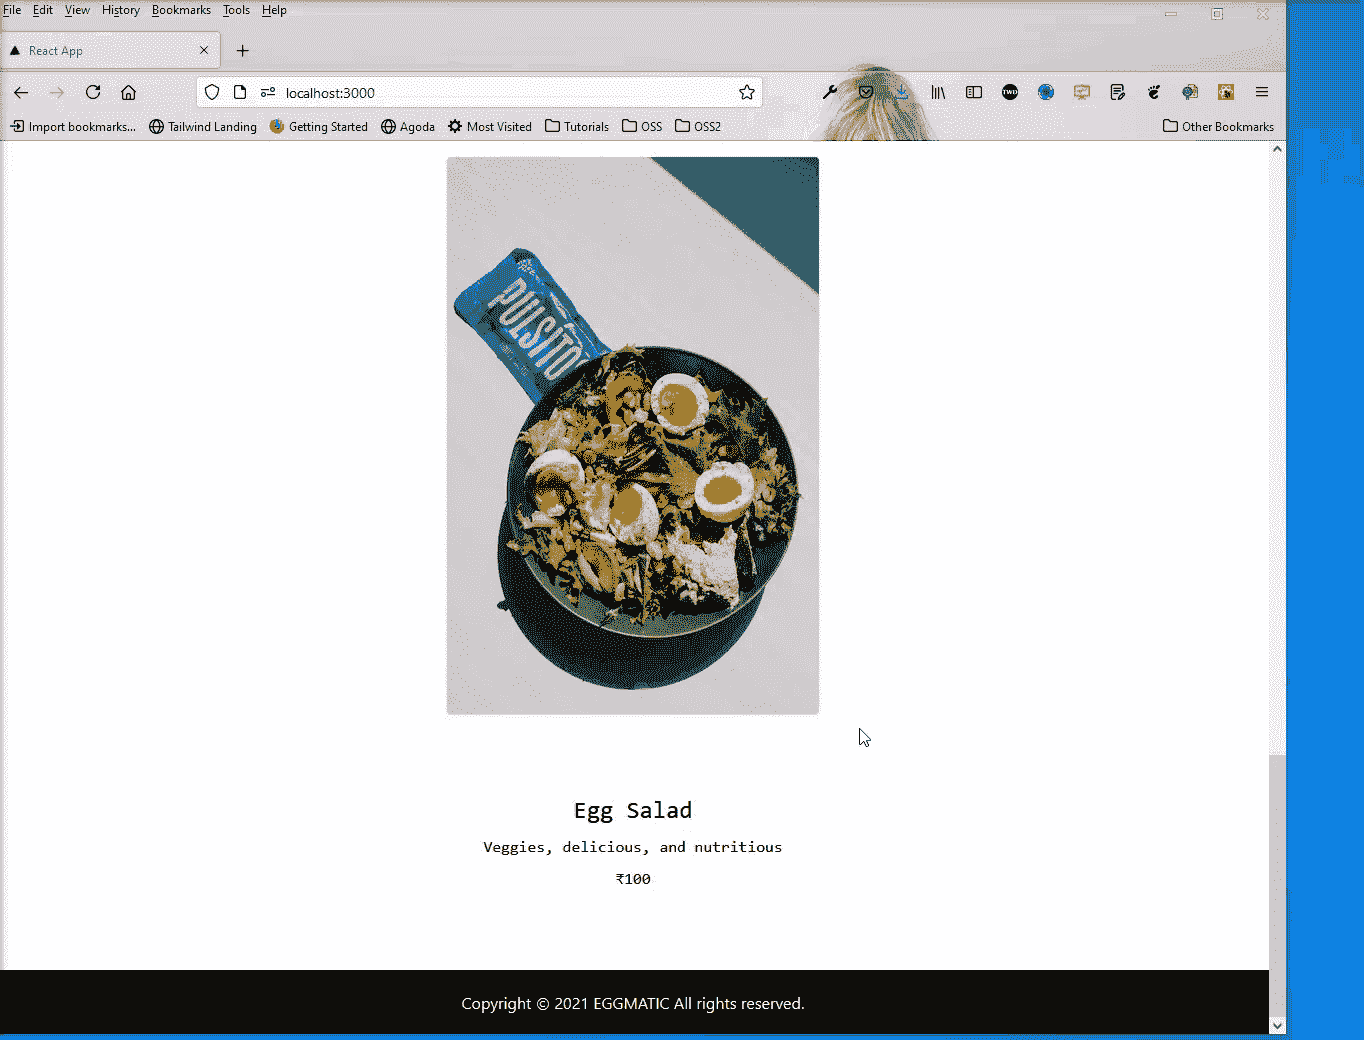 File Edit View History Bookmarks Tools Help
React App
localhost:3000
TWD
Import bookmarks... Tailwind Landing Getting Started Agoda Most Visited Tutorials OSS OSS2 Other Bookmarks
PULSITO
Egg Salad
Veggies, delicious, and nutritious
₹100
Copyright © 2021 EGGMATIC All rights reserved.